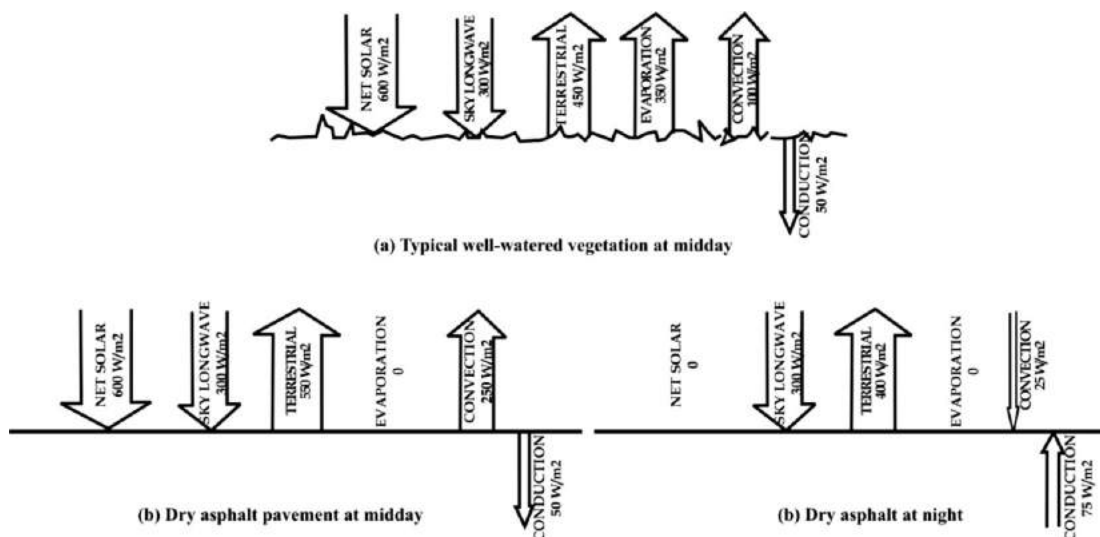 NET SOLAR
600 W/m2
SKY LONGWAVE
300 W/m2
TERRESTRIAL
450 W/m2
EVAPORATION
350 W/m2
CONVECTION
100 W/m2
CONDUCTION
50 W/m2
(a) Typical well-watered vegetation at midday
NET SOLAR
600 W/m2
SKY LONGWAVE
300 W/m2
TERRESTRIAL
550 W/m2
EVAPORATION
0
CONVECTION
250 W/m2
CONDUCTION
50 W/m2
(b) Dry asphalt pavement at midday
NET SOLAR
0
SKY LONGWAVE
300 W/m2
TERRESTRIAL
400 W/m2
EVAPORATION
0
CONVECTION
25 W/m2
CONDUCTION
75 W/m2
(b) Dry asphalt at night